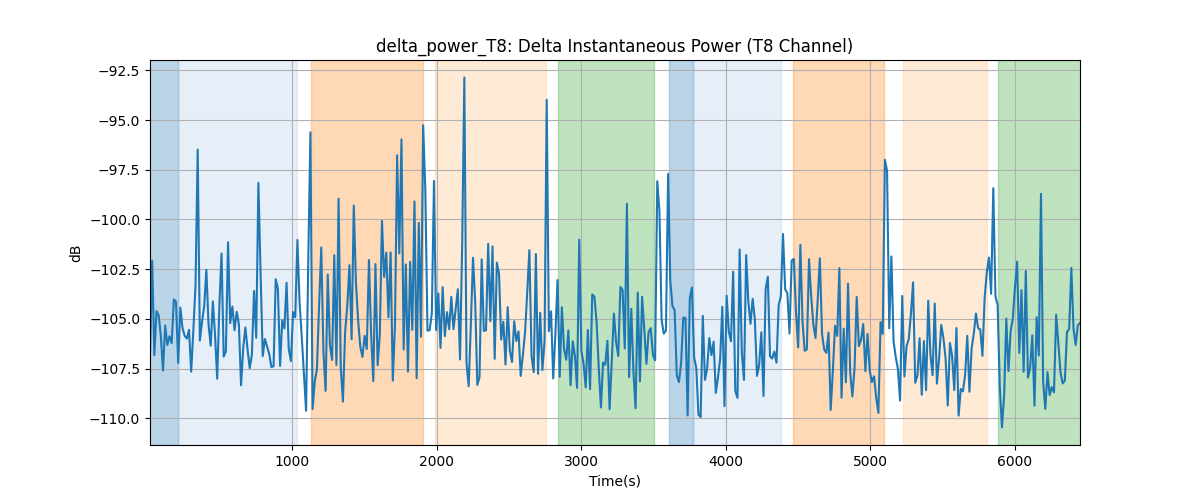 delta_power_T8: Delta Instantaneous Power (T8 Channel)
dB
−92.5
−95.0
−97.5
−100.0
−102.5
−105.0
−107.5
−110.0
1000 2000 3000 4000 5000 6000
Time(s)